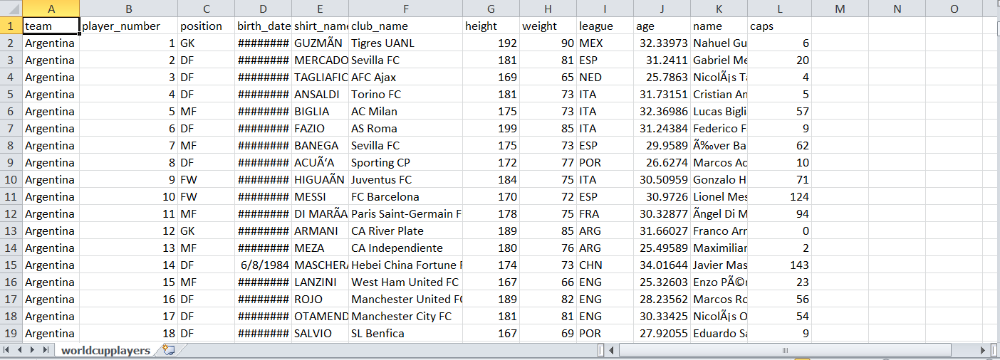 A B C D E F G H I J K L M N O
1 team player_number position birth_date shirt_name club_name height weight league age name caps
2 Argentina 1 GK ######## GUZMÃN Tigres UANL 192 90 MEX 32.33973 Nahuel Gu 6
3 Argentina 2 DF ######## MERCADO Sevilla FC 181 81 ESP 31.2411 Gabriel Me 20
4 Argentina 3 DF ######## TAGLIAFIC AFC Ajax 169 65 NED 25.7863 NicolÃ¡s Ta 4
5 Argentina 4 DF ######## ANSALDI Torino FC 181 73 ITA 31.73151 Cristian An 5
6 Argentina 5 MF ######## BIGLIA AC Milan 175 73 ITA 32.36986 Lucas Bigli 57
7 Argentina 6 DF ######## FAZIO AS Roma 199 85 ITA 31.24384 Federico F 9
8 Argentina 7 MF ######## BANEGA Sevilla FC 175 73 ESP 29.9589 Ã‰ver Ba 62
9 Argentina 8 DF ######## ACUÃ‘A Sporting CP 172 77 POR 26.6274 Marcos Ac 10
10 Argentina 9 FW ######## HIGUAÃN Juventus FC 184 75 ITA 30.50959 Gonzalo H 71
11 Argentina 10 FW ######## MESSI FC Barcelona 170 72 ESP 30.9726 Lionel Mes 124
12 Argentina 11 MF ######## DI MARÃA Paris Saint-Germain F 178 75 FRA 30.32877 Ãngel Di M 94
13 Argentina 12 GK ######## ARMANI CA River Plate 189 85 ARG 31.66027 Franco Arr 0
14 Argentina 13 MF ######## MEZA CA Independiente 180 76 ARG 25.49589 Maximiliar 2
15 Argentina 14 DF 6/8/1984 MASCHERA Hebei China Fortune F 174 73 CHN 34.01644 Javier Mas 143
16 Argentina 15 MF ######## LANZINI West Ham United FC 167 66 ENG 25.32603 Enzo PÃ©r 23
17 Argentina 16 DF ######## ROJO Manchester United FC 189 82 ENG 28.23562 Marcos Ro 56
18 Argentina 17 DF ######## OTAMEND Manchester City FC 181 81 ENG 30.33425 NicolÃ¡s O 54
19 Argentina 18 DF ######## SALVIO SL Benfica 167 69 POR 27.92055 Eduardo Sa 9
worldcupplayers